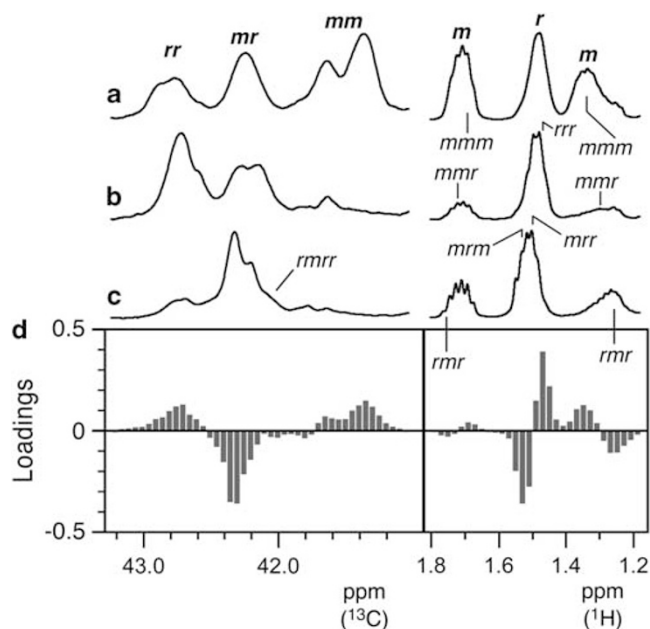 rr mr mm m r m
a
mmm rrr mmm
b mmr mmr
mrm mrr
c rmrr
rmr rmr
d
0.5
Loadings 0
-0.5
43.0 42.0 1.8 1.6 1.4 1.2
ppm ppm
(¹³C) (¹H)